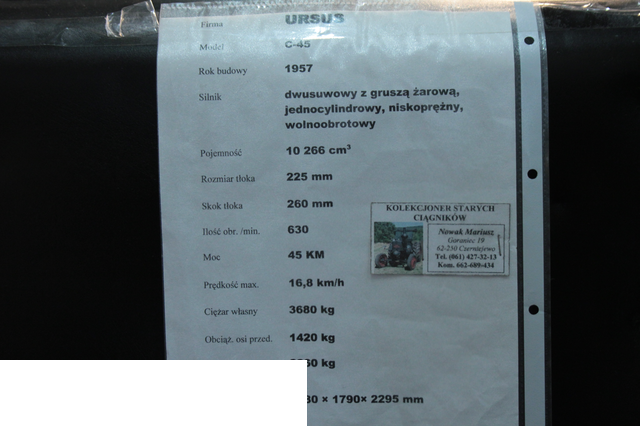 Firma URSUS
Model C-45
Rok budowy 1957
Silnik dwusuwowy z gruszą żarową,
jednocylindrowy, niskoprężny,
wolnoobrotowy
Pojemność 10 266 cm³
Rozmiar tłoka 225 mm
Skok tłoka 260 mm
Ilość obr. /min. 630
Moc 45 KM
Prędkość max. 16,8 km/h
Ciężar własny 3680 kg
Obciąż. osi przed. 1420 kg
60 kg
× 1790× 2295 mm
KOLEKCJONER STARYCH
CIĄGNIKÓW
Nowak Mariusz
Goraniec 19
62-250 Czerniejewo
Tel. (061) 427-32-13
Kom. 662-689-434